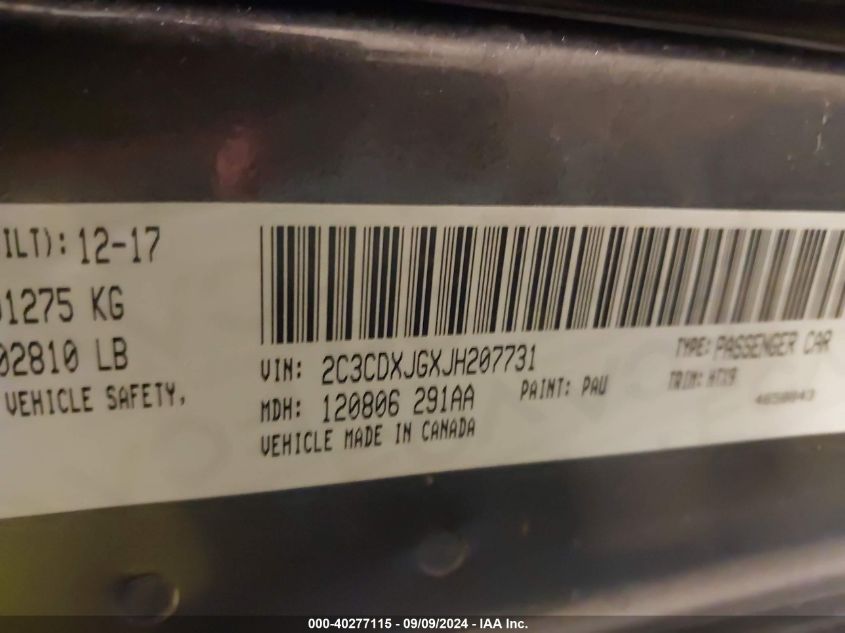 ILT): 12-17
01275 KG
02810 LB
VEHICLE SAFETY,
VIN: 2C3CDXJGXJH207731
TYPE: PASSENGER CAR
MDH: 120806 291AA
PAINT: PAU
TRIM: HTX9
VEHICLE MADE IN CANADA
000-40277115 - 09/09/2024 - IAA Inc.